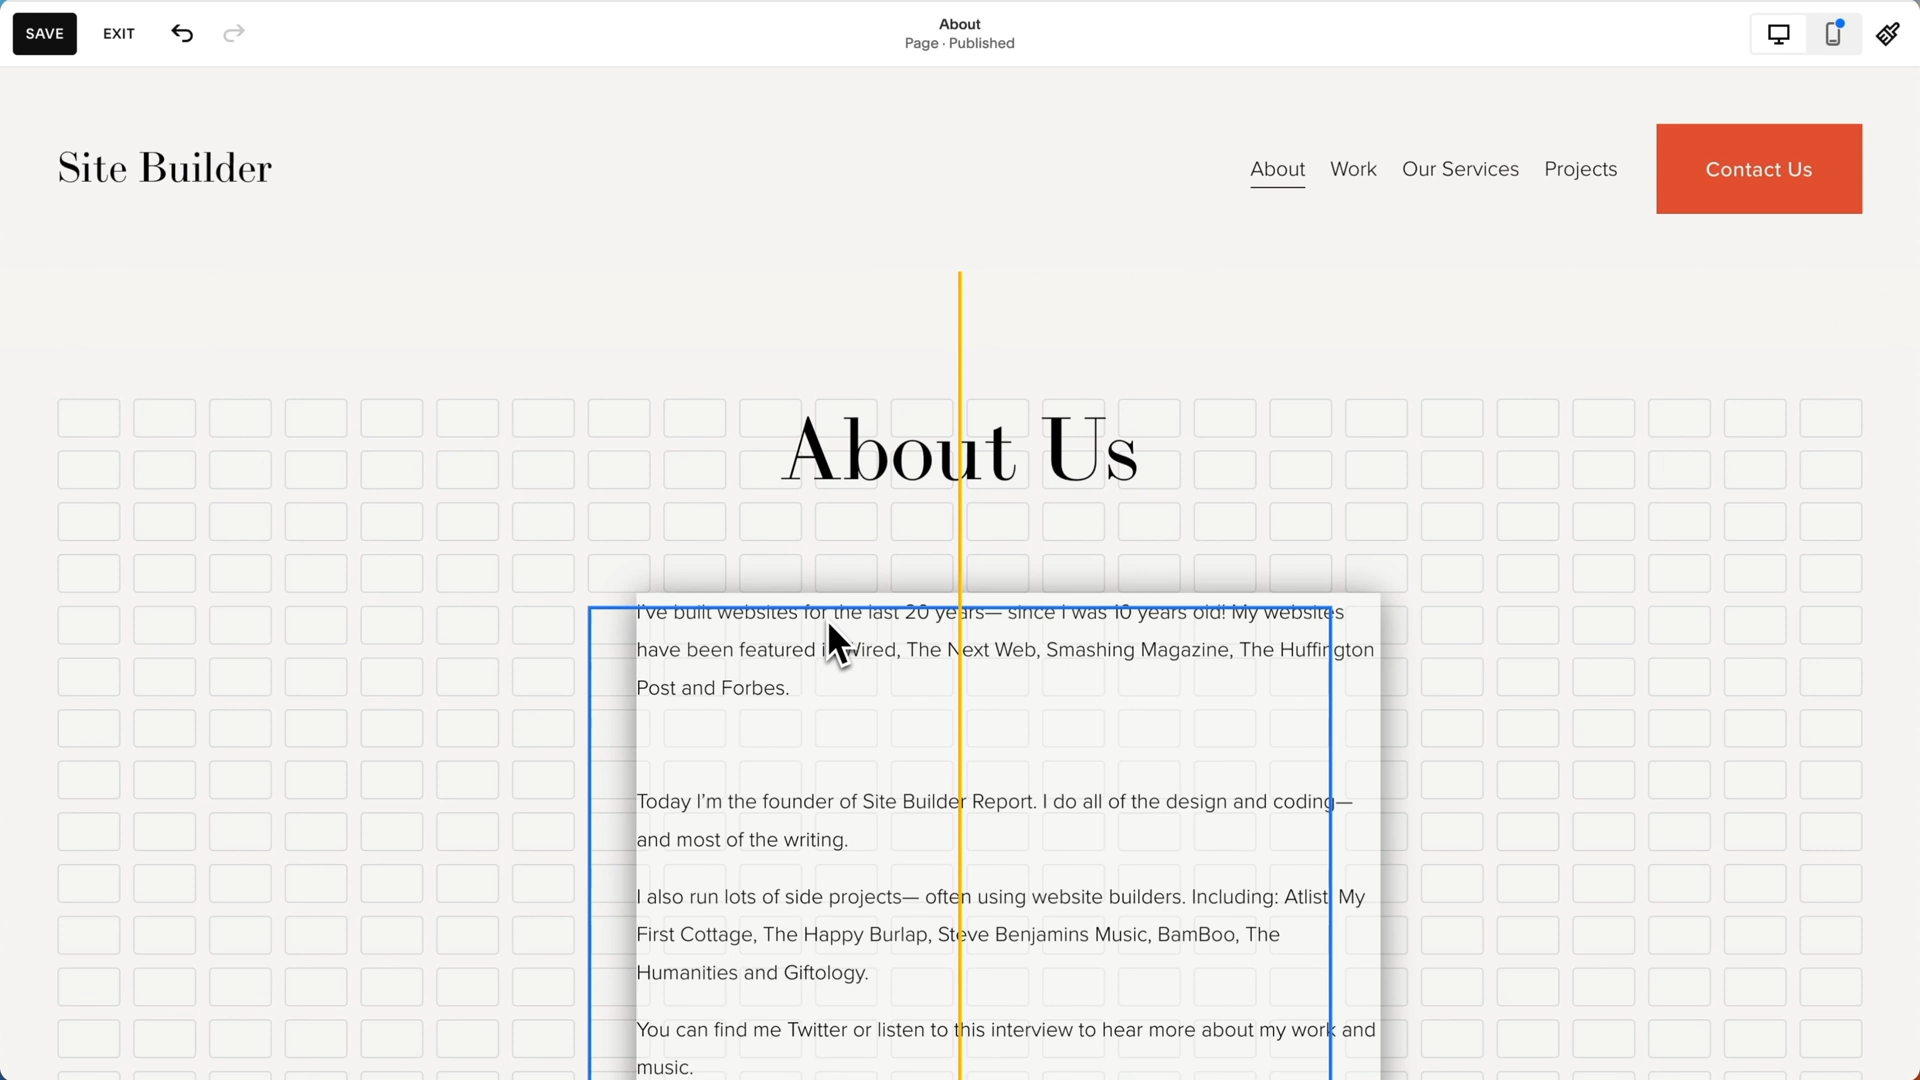 SAVE
EXIT
About
Page · Published
Site Builder
About
Work
Our Services
Projects
Contact Us
About Us
I've built websites for the last 20 years— since I was 10 years old! My websites
have been featured in Wired, The Next Web, Smashing Magazine, The Huffington
Post and Forbes.
Today I'm the founder of Site Builder Report. I do all of the design and coding—
and most of the writing.
I also run lots of side projects— often using website builders. Including: Atlist, My
First Cottage, The Happy Burlap, Steve Benjamins Music, BamBoo, The
Humanities and Giftology.
You can find me Twitter or listen to this interview to hear more about my work and
music.